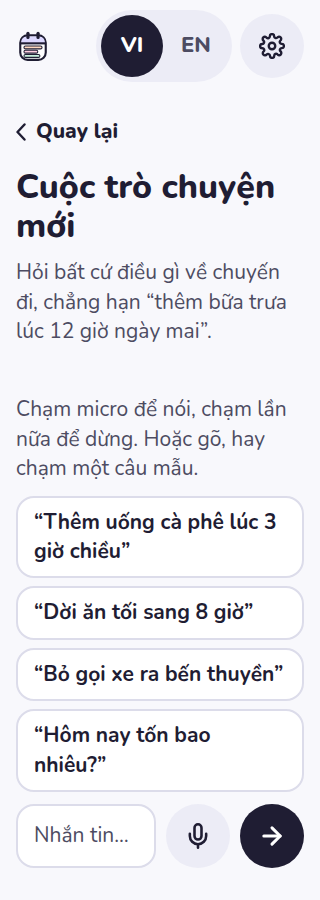 VI EN
Quay lại
Cuộc trò chuyện
mới
Hỏi bất cứ điều gì về chuyến
đi, chẳng hạn “thêm bữa trưa
lúc 12 giờ ngày mai”.
Chạm micro để nói, chạm lần
nữa để dừng. Hoặc gõ, hay
chạm một câu mẫu.
“Thêm uống cà phê lúc 3
giờ chiều”
“Dời ăn tối sang 8 giờ”
“Bỏ gọi xe ra bến thuyền”
“Hôm nay tốn bao
nhiêu?”
Nhắn tin...